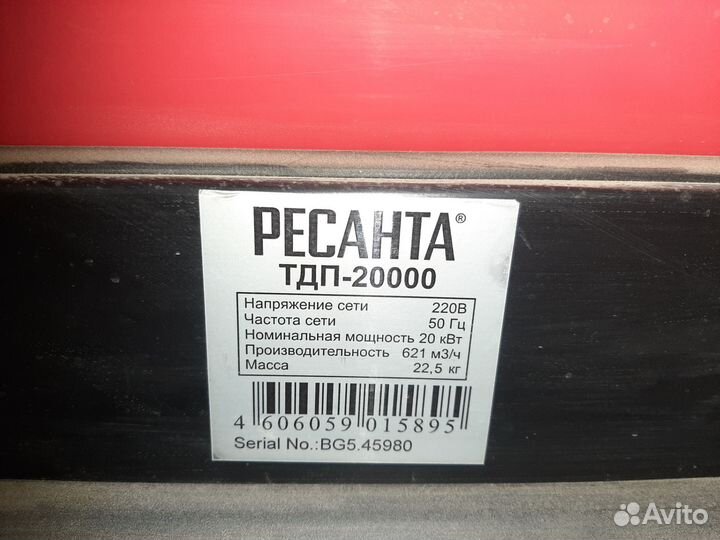 РЕСАНТА®
ТДП-20000
Напряжение сети 220В
Частота сети 50 Гц
Номинальная мощность 20 кВт
Производительность 621 м3/ч
Масса 22,5 кг
4 606059 015895
Serial No.:BG5.45980
Avito